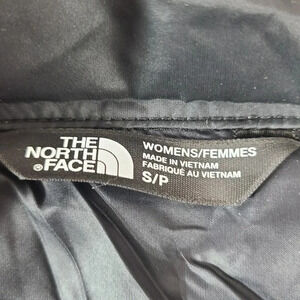 THE
NORTH
®FACE
WOMENS/FEMMES
MADE IN VIETNAM
FABRIQUÉ AU VIETNAM
S/P